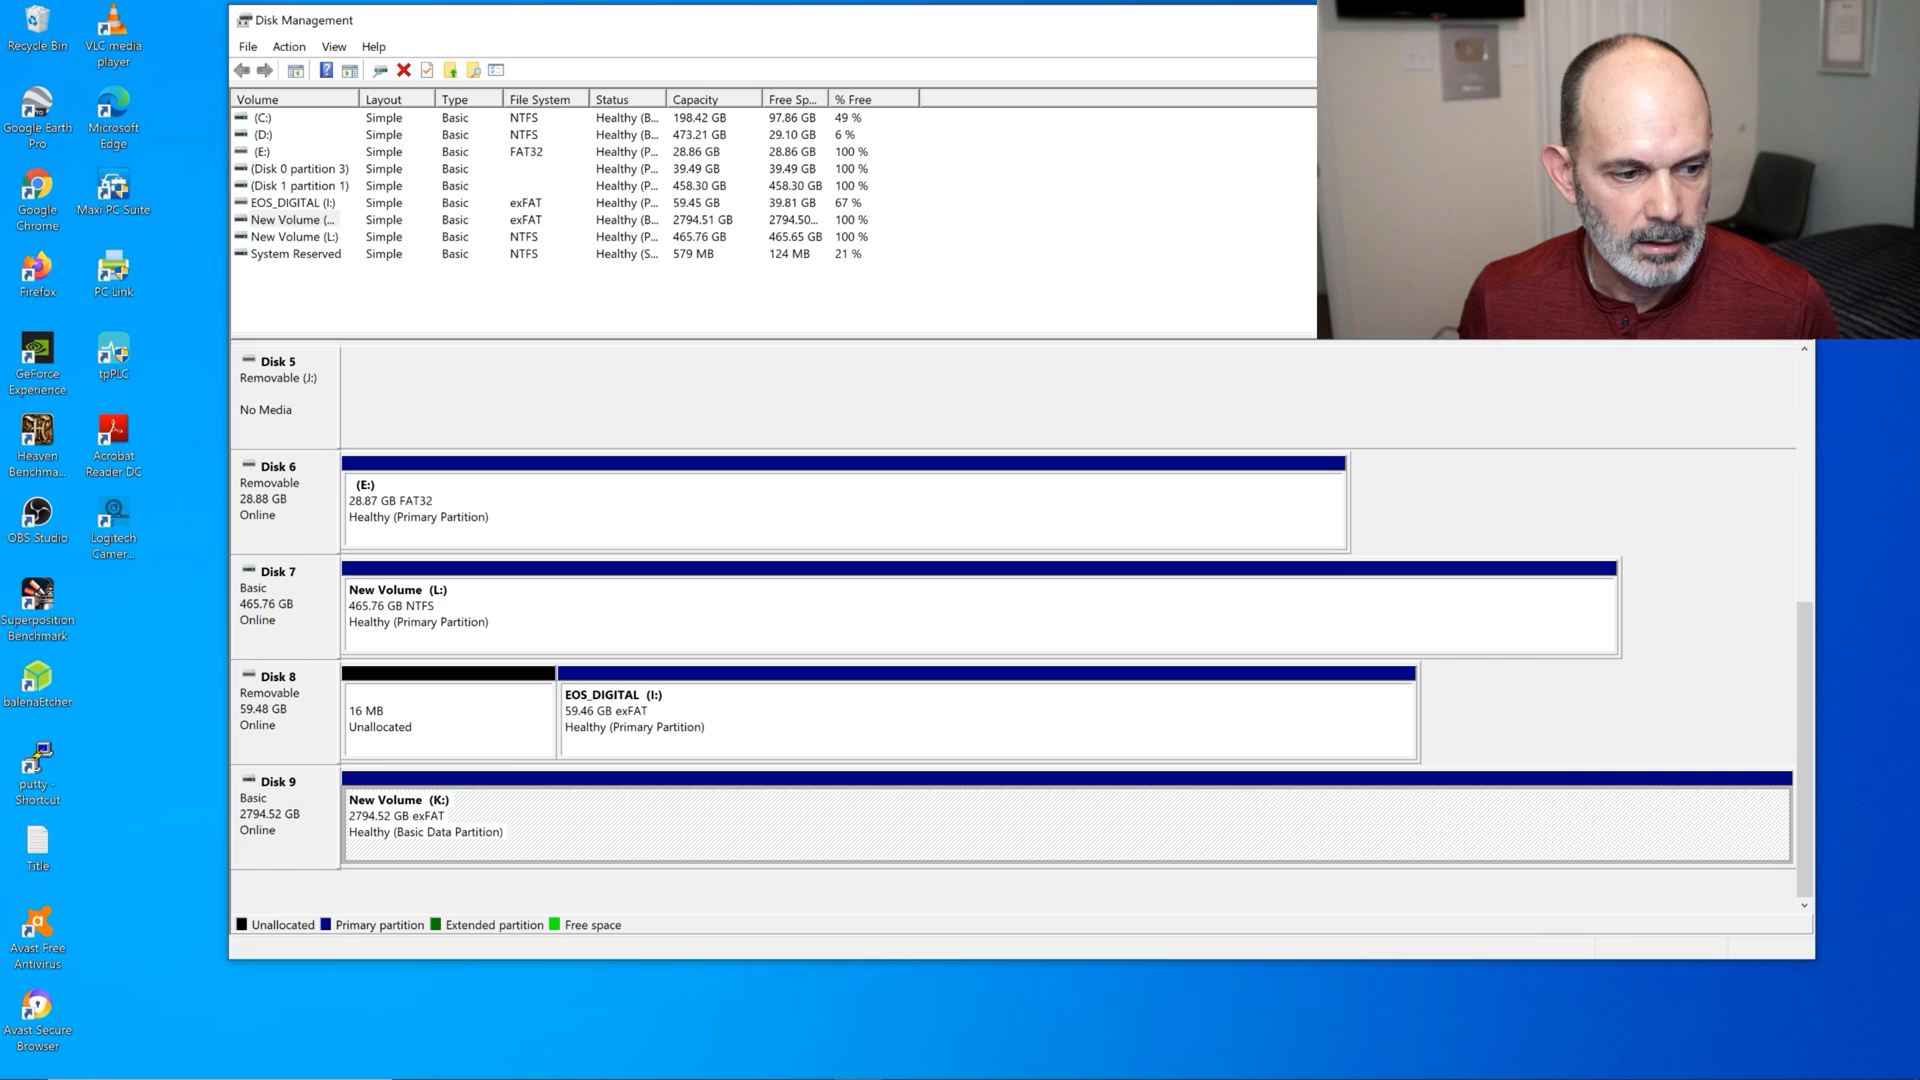 Recycle Bin
VLC media player
Google Earth Pro
Microsoft Edge
Google Chrome
Maxi PC Suite
Firefox
PC Link
GeForce Experience
tpPLC
Heaven Benchma...
Acrobat Reader DC
OBS Studio
Logitech Camer...
Superposition Benchmark
balenaEtcher
putty - Shortcut
Title
Avast Free Antivirus
Avast Secure Browser
Disk Management
File Action View Help
Volume Layout Type File System Status Capacity Free Sp... % Free
(C:) Simple Basic NTFS Healthy (B... 198.42 GB 97.86 GB 49 %
(D:) Simple Basic NTFS Healthy (B... 473.21 GB 29.10 GB 6 %
(E:) Simple Basic FAT32 Healthy (P... 28.86 GB 28.86 GB 100 %
(Disk 0 partition 3) Simple Basic Healthy (P... 39.49 GB 39.49 GB 100 %
(Disk 1 partition 1) Simple Basic Healthy (P... 458.30 GB 458.30 GB 100 %
EOS_DIGITAL (I:) Simple Basic exFAT Healthy (P... 59.45 GB 39.81 GB 67 %
New Volume (... Simple Basic exFAT Healthy (B... 2794.51 GB 2794.50... 100 %
New Volume (L:) Simple Basic NTFS Healthy (P... 465.76 GB 465.65 GB 100 %
System Reserved Simple Basic NTFS Healthy (S... 579 MB 124 MB 21 %
Disk 5
Removable (J:)
No Media
Disk 6
Removable
28.88 GB
Online
(E:)
28.87 GB FAT32
Healthy (Primary Partition)
Disk 7
Basic
465.76 GB
Online
New Volume (L:)
465.76 GB NTFS
Healthy (Primary Partition)
Disk 8
Removable
59.48 GB
Online
16 MB
Unallocated
EOS_DIGITAL (I:)
59.46 GB exFAT
Healthy (Primary Partition)
Disk 9
Basic
2794.52 GB
Online
New Volume (K:)
2794.52 GB exFAT
Healthy (Basic Data Partition)
Unallocated Primary partition Extended partition Free space